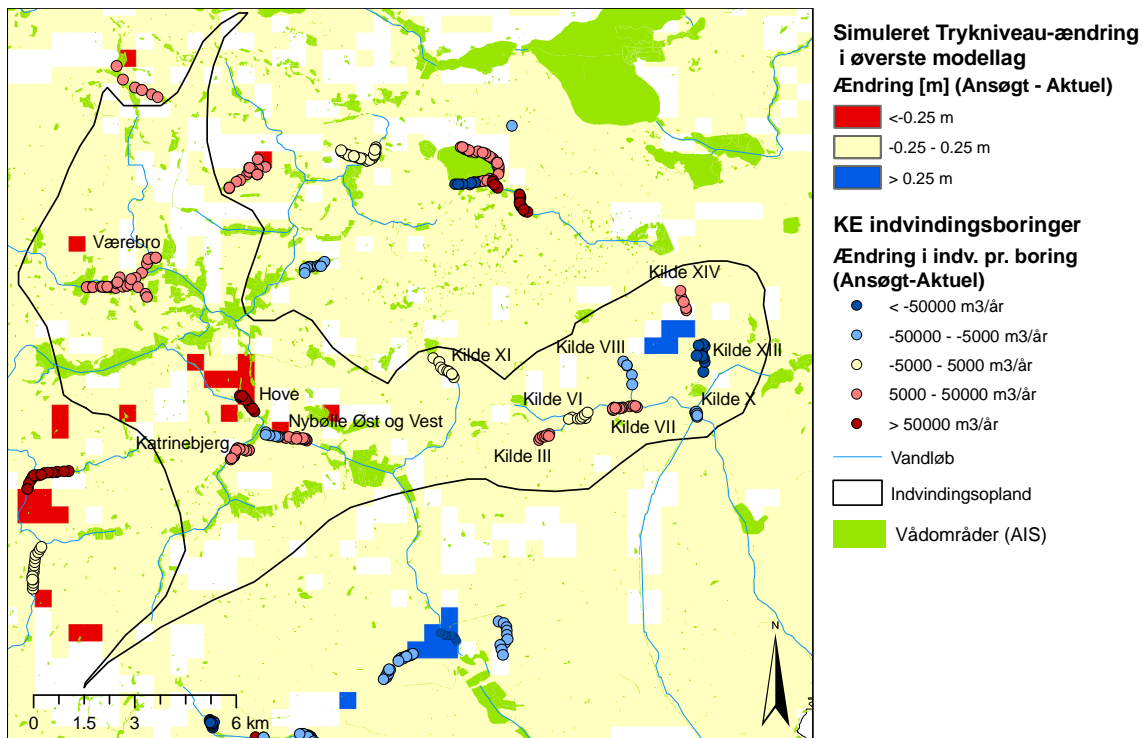 Værebro
Kilde XIV
Kilde XI
Kilde VIII
Kilde XIII
Hove
Kilde VI
Kilde X
Nybølle Øst og Vest
Kilde VII
Katrinebjerg
Kilde III
N
0 1.5 3 6 km
Simuleret Trykniveau-ændring
i øverste modellag
Ændring [m] (Ansøgt - Aktuel)
<-0.25 m
-0.25 - 0.25 m
> 0.25 m
KE indvindingsboringer
Ændring i indv. pr. boring
(Ansøgt-Aktuel)
< -50000 m3/år
-50000 - -5000 m3/år
-5000 - 5000 m3/år
5000 - 50000 m3/år
> 50000 m3/år
Vandløb
Indvindingsopland
Vådområder (AIS)